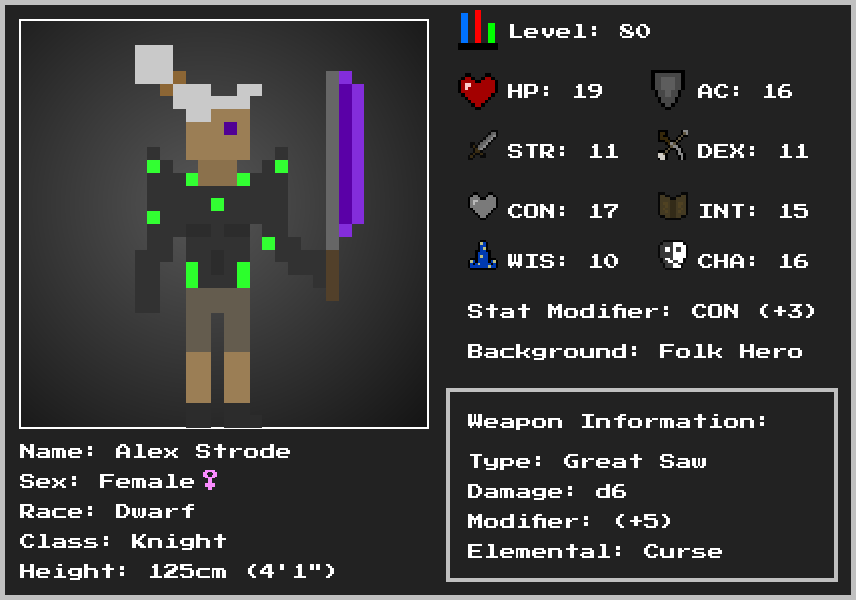 Level: 80
HP: 19 AC: 16
STR: 11 DEX: 11
CON: 17 INT: 15
WIS: 10 CHA: 16
Stat Modifier: CON (+3)
Background: Folk Hero
Weapon Information:
Type: Great Saw
Damage: d6
Modifier: (+5)
Elemental: Curse
Name: Alex Strode
Sex: Female♀
Race: Dwarf
Class: Knight
Height: 125cm (4'1")